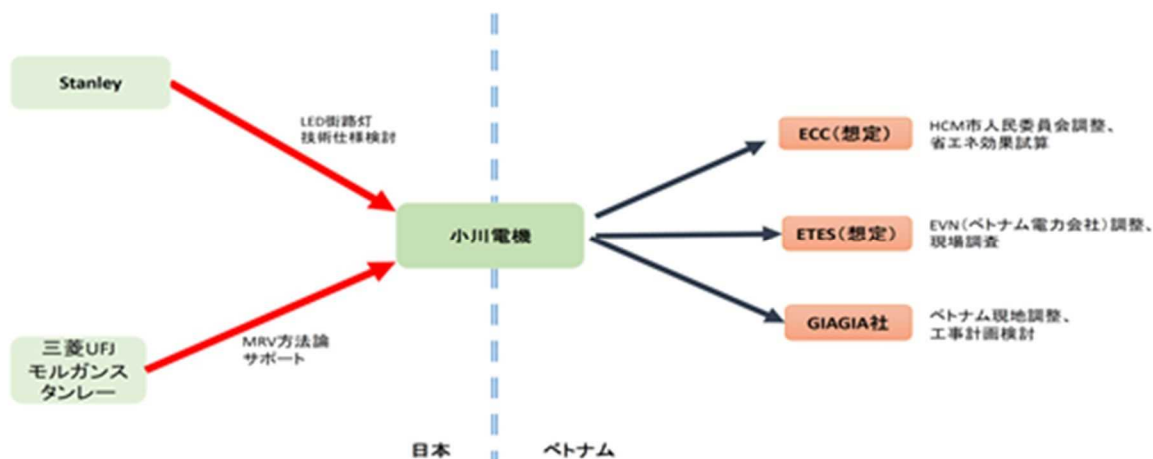 Stanley
LED街路灯
技術仕様検討
ECC(想定)
HCM市人民委員会調整、
省エネ効果試算
小川電機
ETES(想定)
EVN(ベトナム電力会社)調整、
現場調査
GIAGIA社
ベトナム現地調整、
工事計画検討
MRV方法論
サポート
三菱UFJ
モルガンス
タンレー
日本
ベトナム